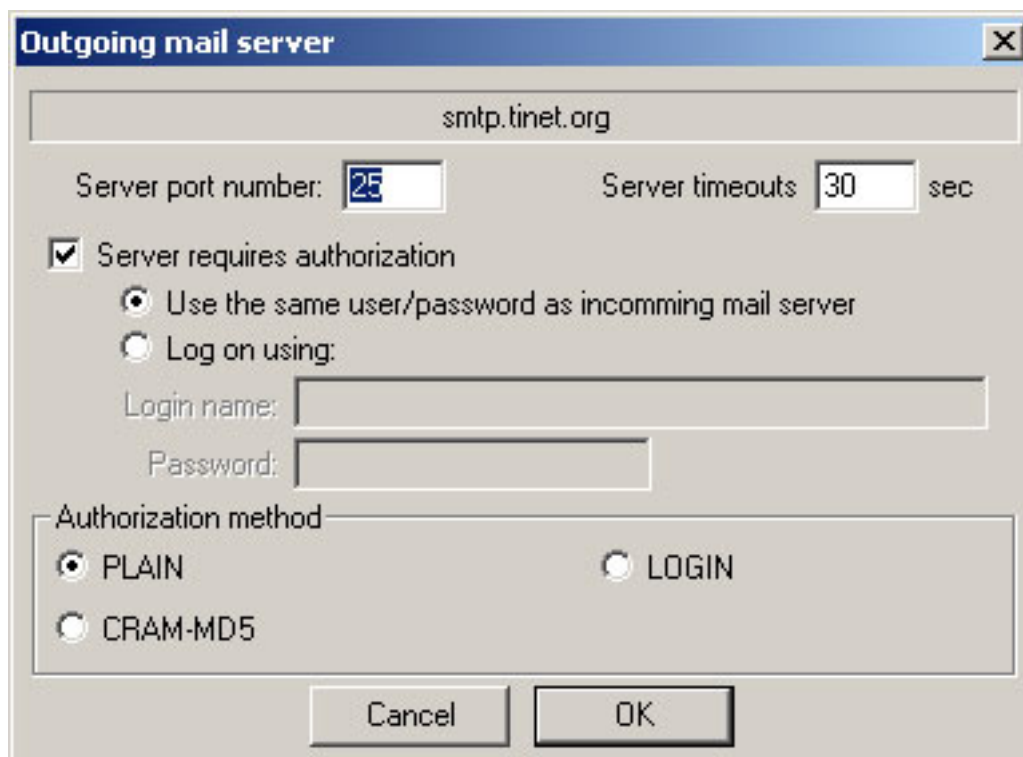 Outgoing mail server
smtp.tinet.org
Server port number: 25 Server timeouts 30 sec
Server requires authorization
Use the same user/password as incomming mail server
Log on using:
Login name:
Password:
Authorization method
PLAIN LOGIN
CRAM-MD5
Cancel OK